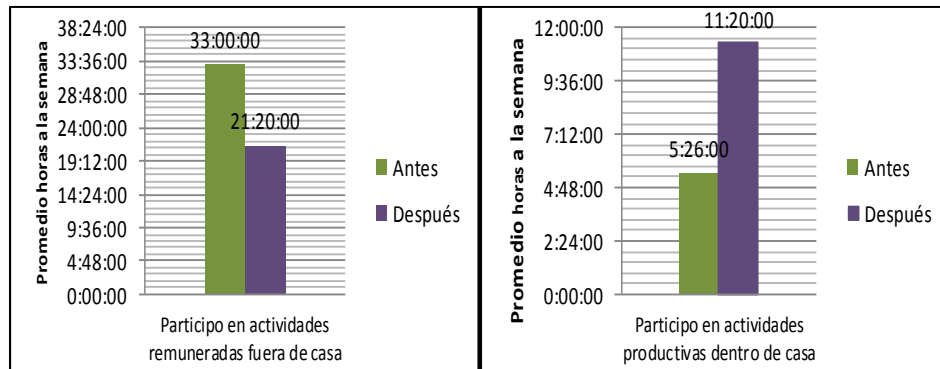 Promedio horas a la semana
38:24:00
33:36:00
28:48:00
24:00:00
19:12:00
14:24:00
9:36:00
4:48:00
0:00:00
33:00:00
21:20:00
Antes
Después
Participo en actividades
remuneradas fuera de casa
Promedio horas a la semana
12:00:00
9:36:00
7:12:00
4:48:00
2:24:00
0:00:00
11:20:00
5:26:00
Antes
Después
Participo en actividades
productivas dentro de casa